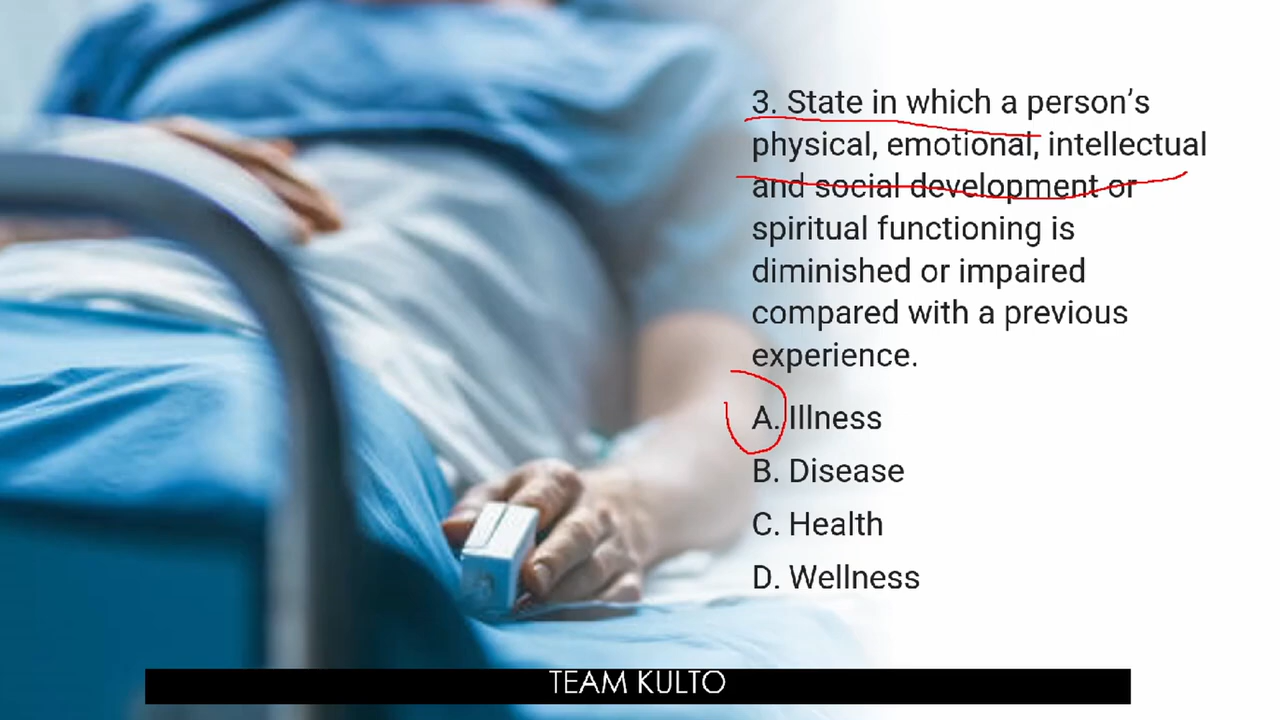 3. State in which a person’s
physical, emotional, intellectual
and social development or
spiritual functioning is
diminished or impaired
compared with a previous
experience.
A. Illness
B. Disease
C. Health
D. Wellness
TEAM KULTO